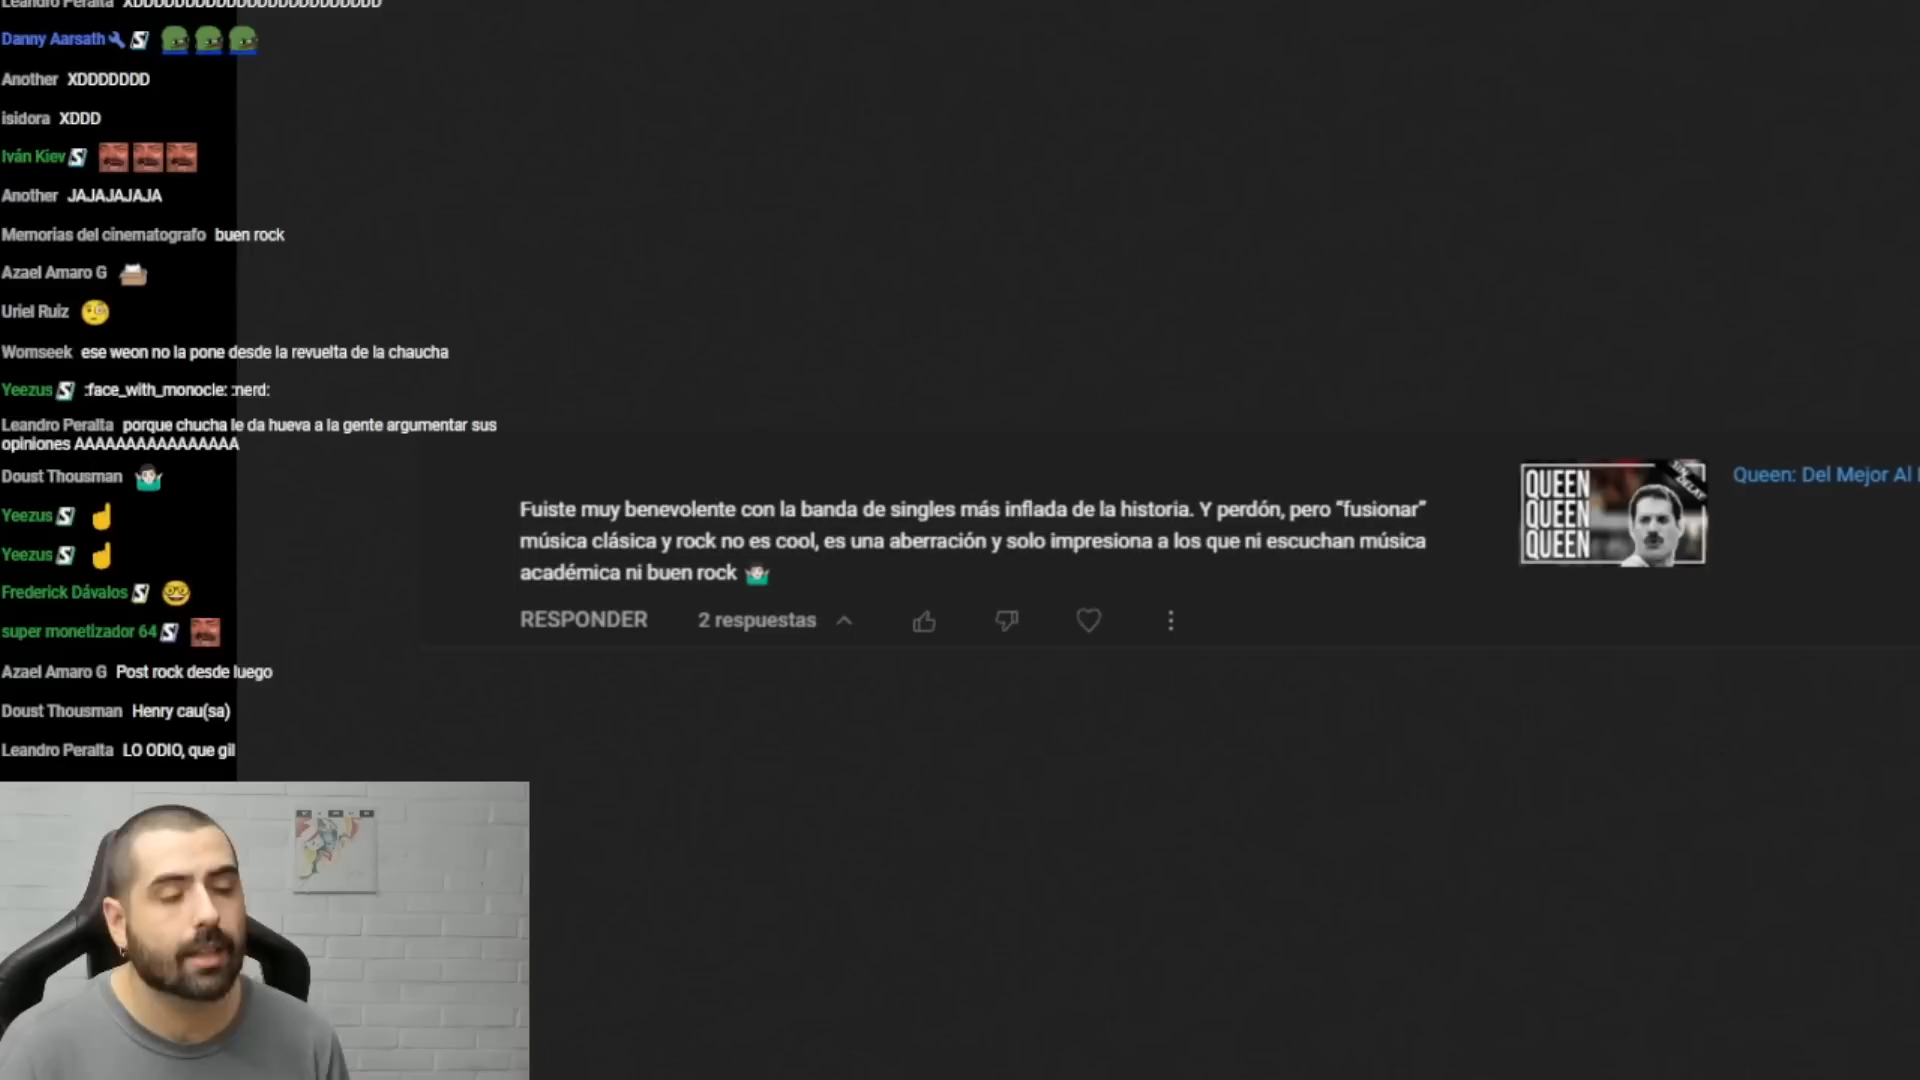 Leandro Peralta XDDDDDDDDDDDDDDDDDDDDDDDDD
Danny Aarsath
Another XDDDDDDD
isidora XDDD
Iván Kiev
Another JAJAJAJAJA
Memorias del cinematografo buen rock
Azael Amaro G
Uriel Ruiz 🧐
Womseek ese weon no la pone desde la revuelta de la chaucha
Yeezus :face_with_monocle: :nerd:
Leandro Peralta porque chucha le da hueva a la gente argumentar sus
opiniones AAAAAAAAAAAAAAAA
Doust Thousman 🤷🏻‍♂️
Yeezus ☝️
Yeezus ☝️
Frederick Dávalos 🤓
super monetizador 64
Azael Amaro G Post rock desde luego
Doust Thousman Henry cau(sa)
Leandro Peralta LO ODIO, que gil
Fuiste muy benevolente con la banda de singles más inflada de la historia. Y perdón, pero “fusionar”
música clásica y rock no es cool, es una aberración y solo impresiona a los que ni escuchan música
académica ni buen rock 🤷🏻‍♂️
RESPONDER 2 respuestas
QUEEN
QUEEN
QUEEN
SIN
DELAY
Queen: Del Mejor Al